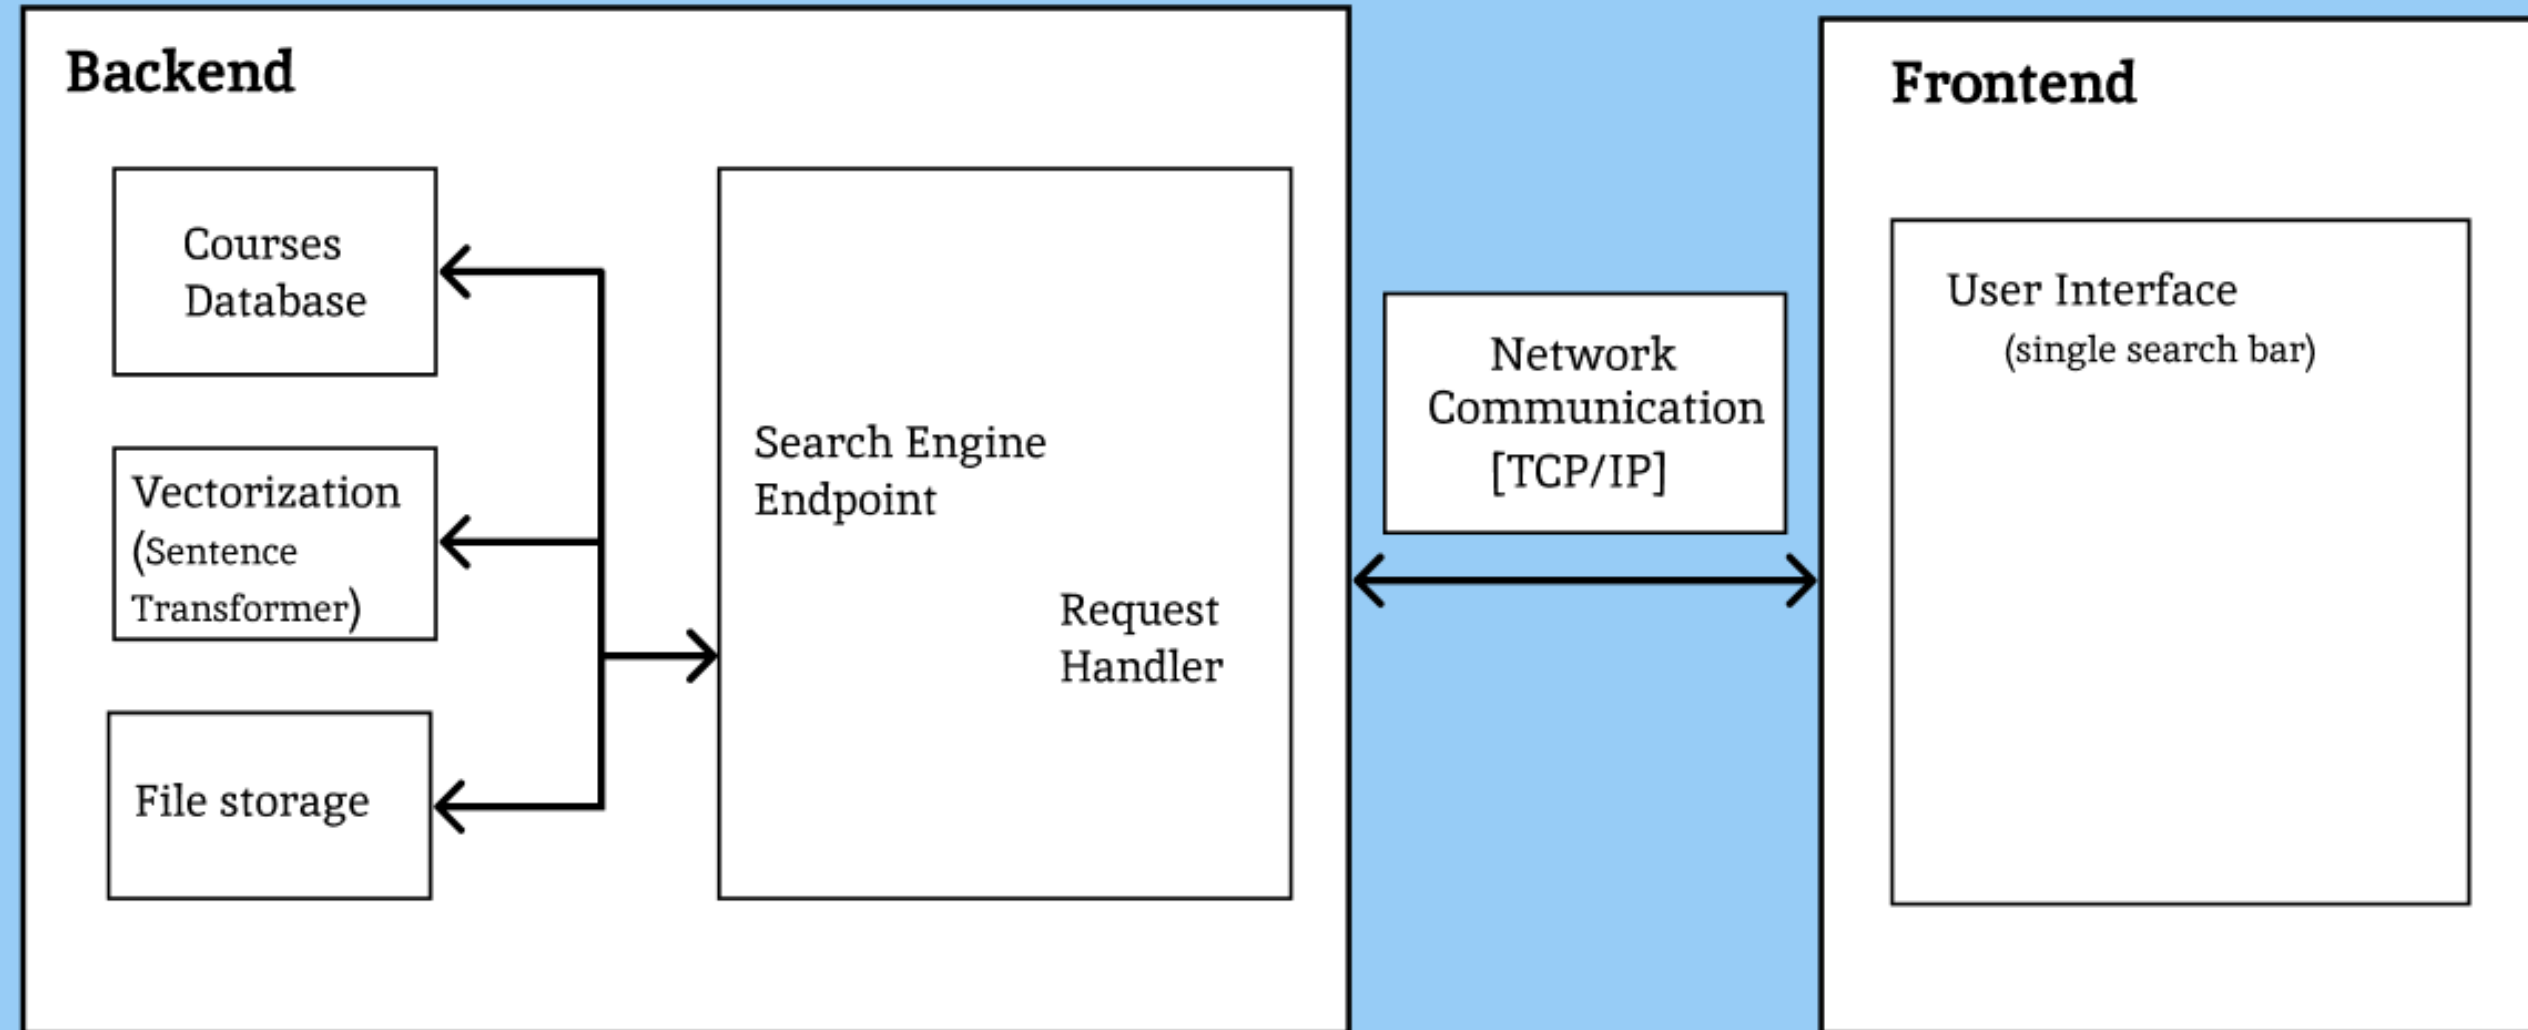 Backend
Courses
Database
Vectorization
(Sentence
Transformer)
File storage
Search Engine
Endpoint
Request
Handler
Network
Communication
[TCP/IP]
Frontend
User Interface
(single search bar)